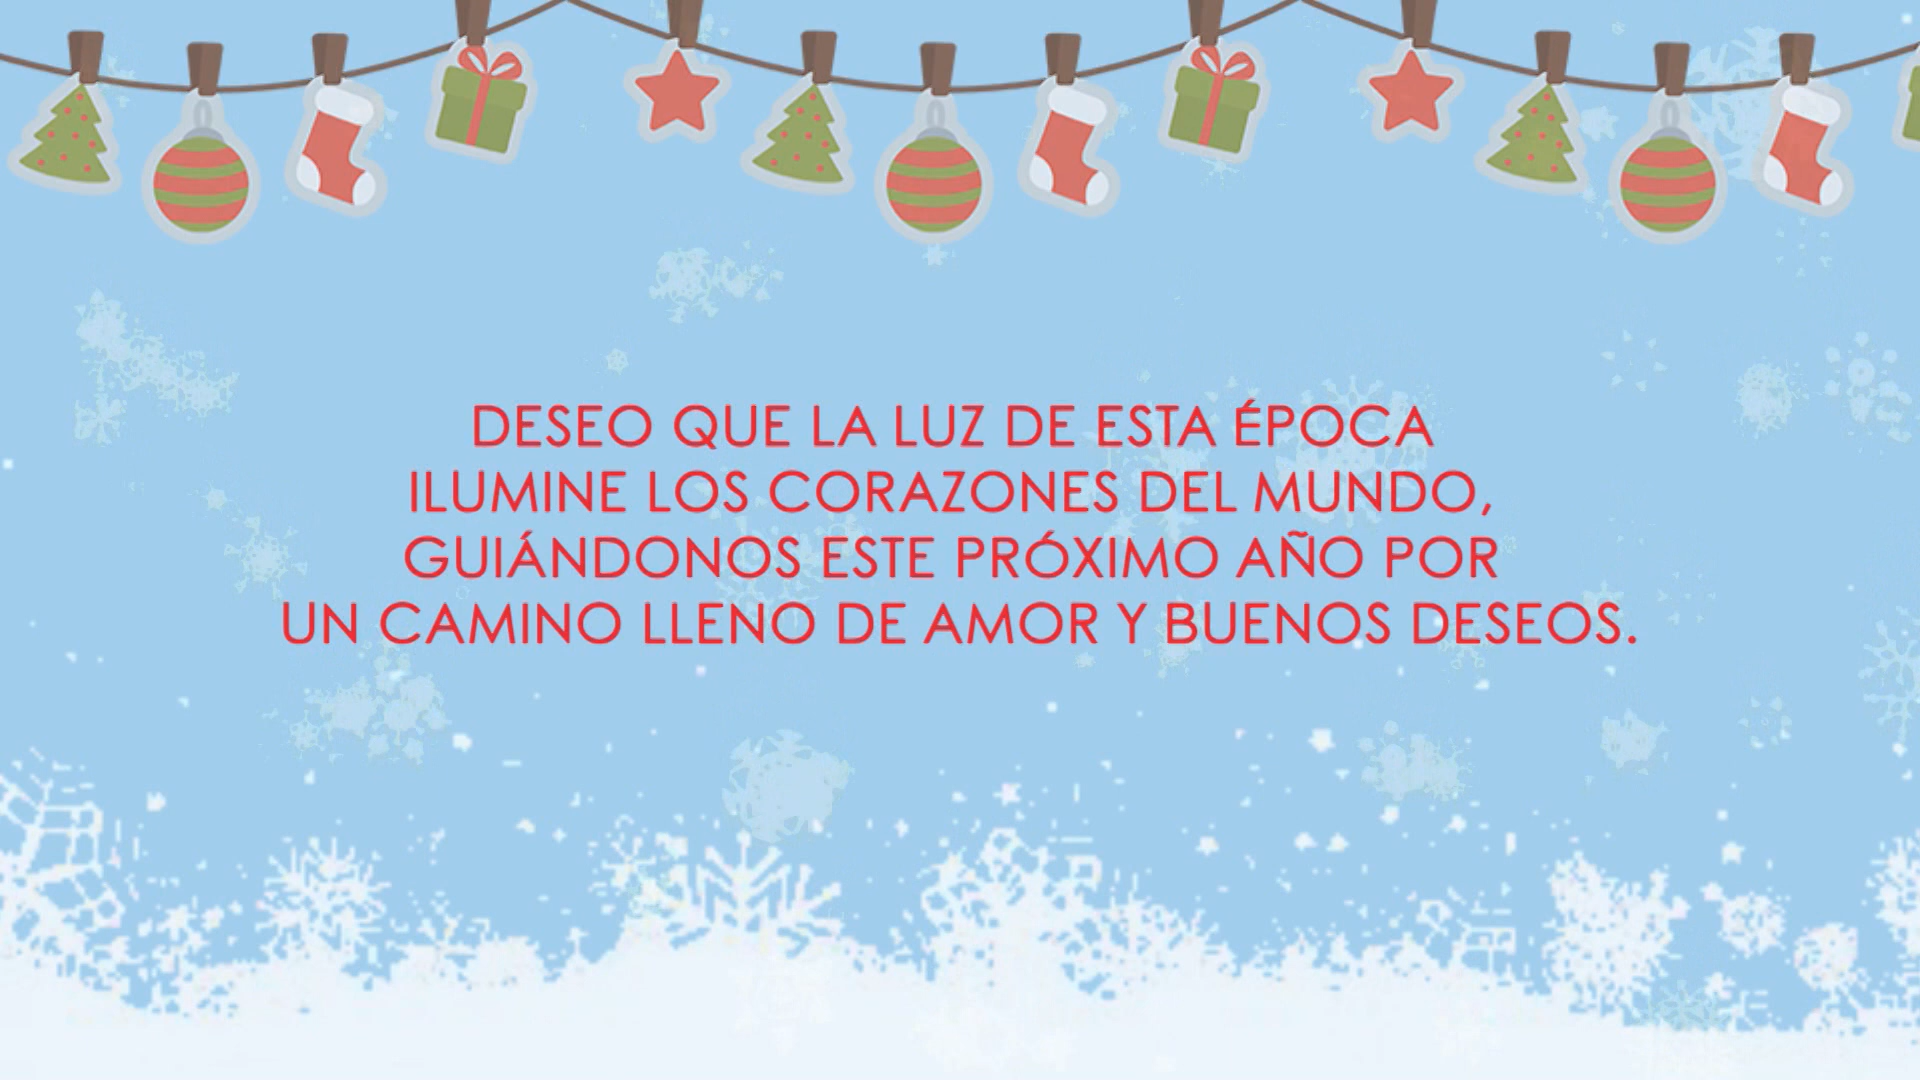 DESEO QUE LA LUZ DE ESTA ÉPOCA
ILUMINE LOS CORAZONES DEL MUNDO,
GUIÁNDONOS ESTE PRÓXIMO AÑO POR
UN CAMINO LLENO DE AMOR Y BUENOS DESEOS.